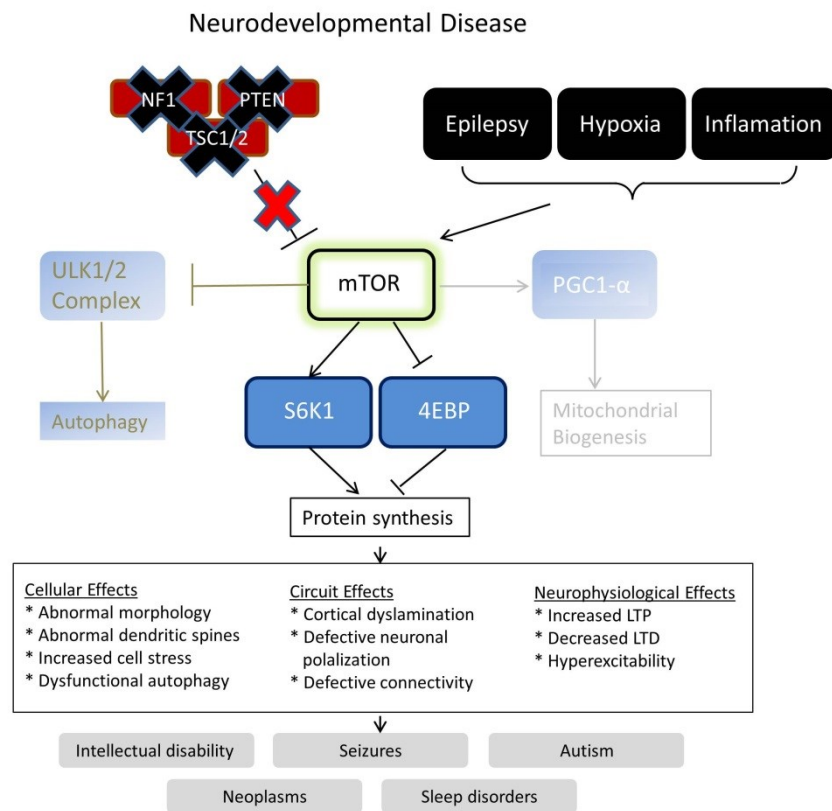 Neurodevelopmental Disease
NF1
PTEN
TSC1/2
Epilepsy
Hypoxia
Inflamation
ULK1/2
Complex
mTOR
PGC1-α
Autophagy
S6K1
4EBP
Mitochondrial
Biogenesis
Protein synthesis
Cellular Effects
* Abnormal morphology
* Abnormal dendritic spines
* Increased cell stress
* Dysfunctional autophagy
Circuit Effects
* Cortical dyslamination
* Defective neuronal
polalization
* Defective connectivity
Neurophysiological Effects
* Increased LTP
* Decreased LTD
* Hyperexcitability
Intellectual disability
Seizures
Autism
Neoplasms
Sleep disorders